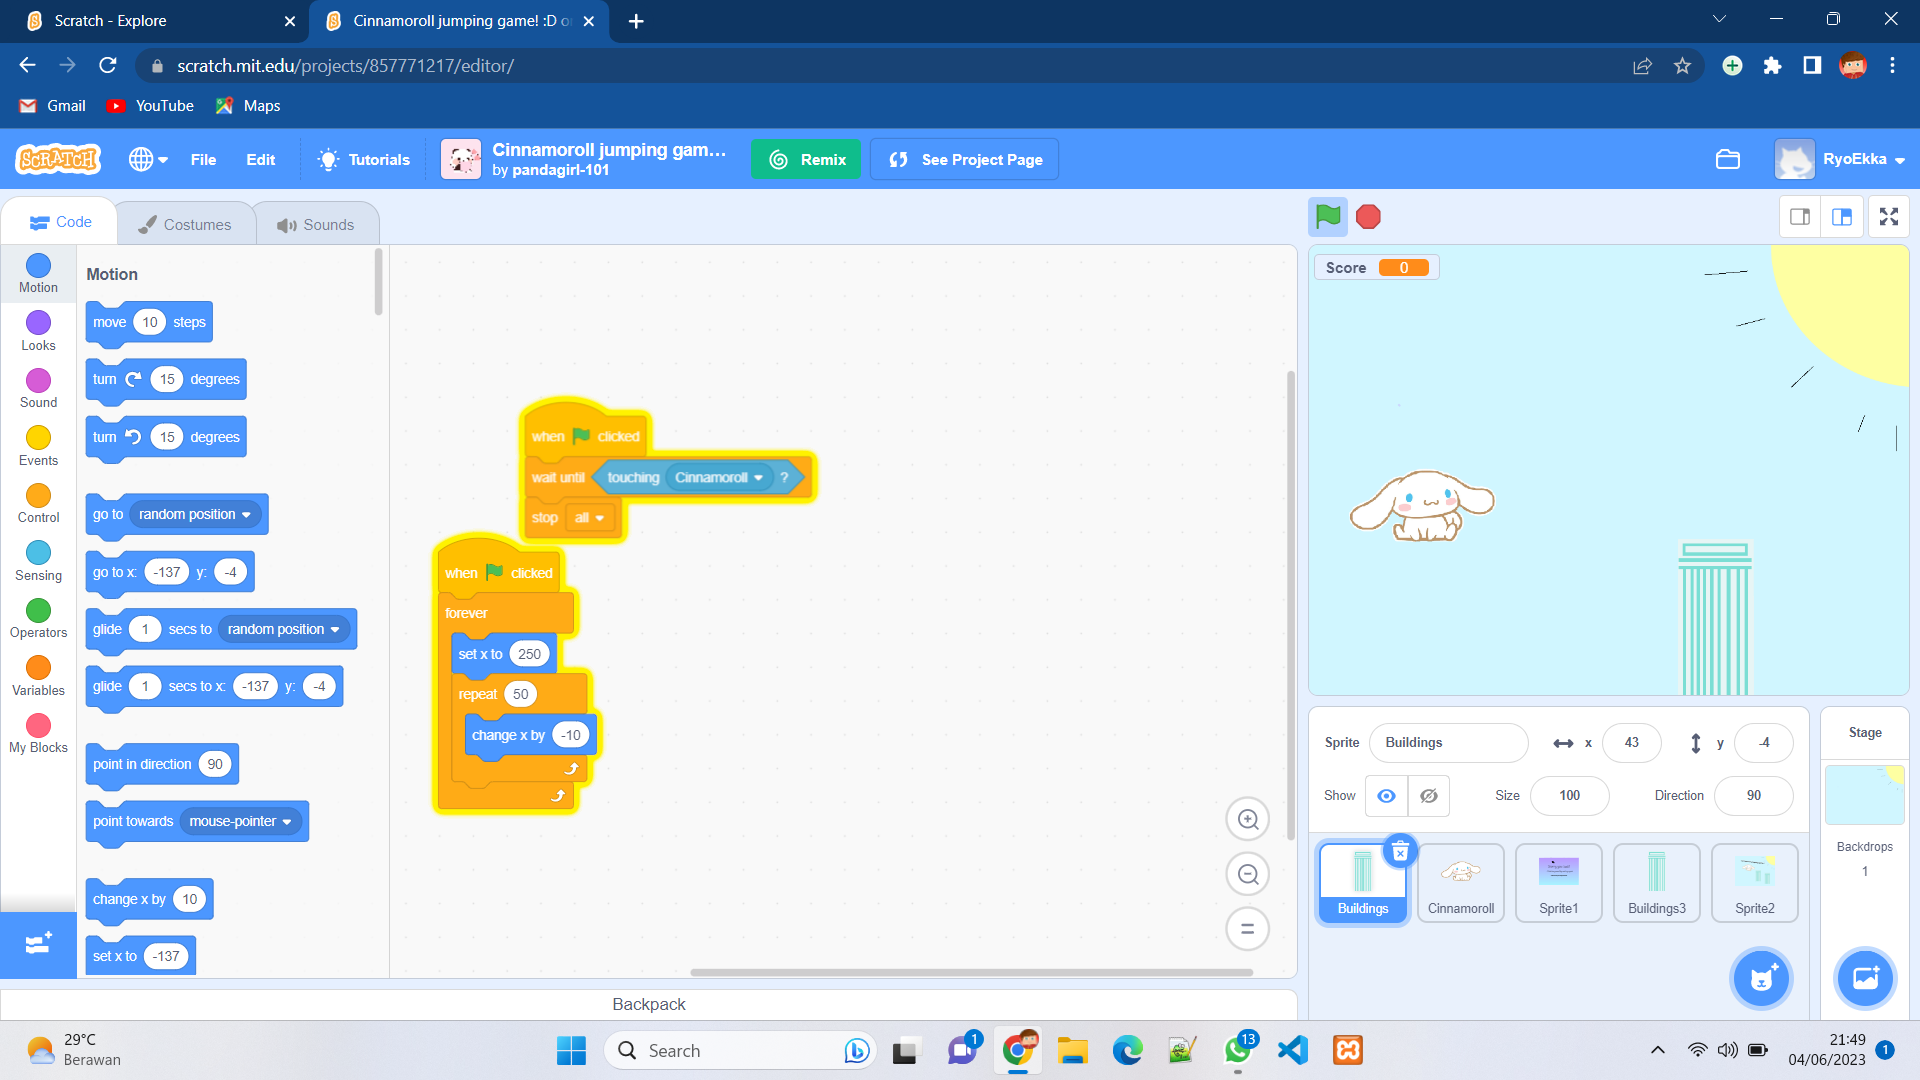 Scratch - Explore
Cinnamoroll jumping game! :D o
scratch.mit.edu/projects/857771217/editor/
Gmail
YouTube
Maps
SCRATCH
File
Edit
Tutorials
Cinnamoroll jumping gam...
by pandagirl-101
Remix
See Project Page
RyoEkka
Code
Costumes
Sounds
Motion
Looks
Sound
Events
Control
Sensing
Operators
Variables
My Blocks
Motion
move 10 steps
turn 15 degrees
turn 15 degrees
go to random position
go to x: -137 y: -4
glide 1 secs to random position
glide 1 secs to x: -137 y: -4
point in direction 90
point towards mouse-pointer
change x by 10
set x to -137
when clicked
wait until touching Cinnamoroll ?
stop all
when clicked
forever
set x to 250
repeat 50
change x by -10
Backpack
Score 0
Sprite Buildings x 43 y -4
Show Size 100 Direction 90
Buildings
Cinnamoroll
Sprite1
Buildings3
Sprite2
Stage
Backdrops
1
29°C
Berawan
Search
1
13
21:49
04/06/2023
1